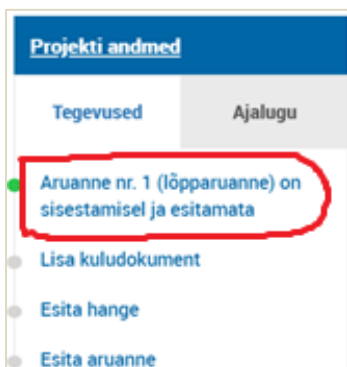 Projekti andmed
Tegevused Ajalugu
Aruanne nr. 1 (lõpparuanne) on
sisestamisel ja esitamata
Lisa kuludokument
Esita hange
Esita aruanne